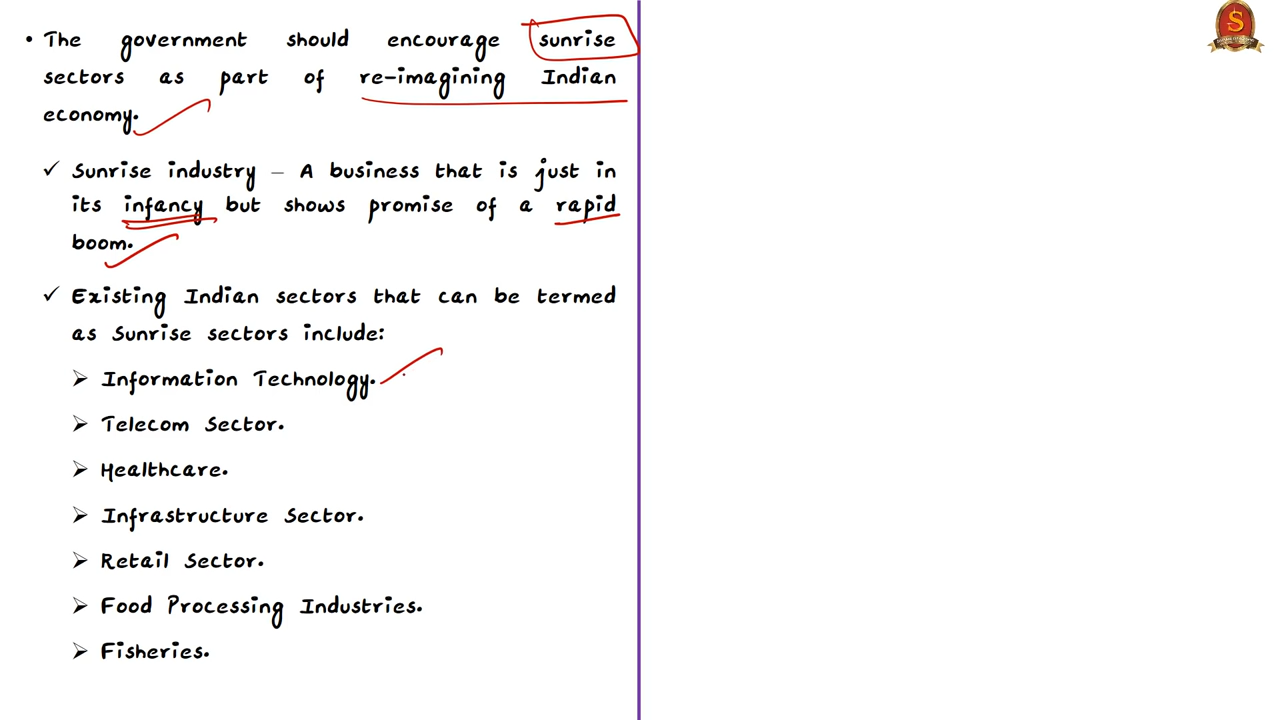 • The government should encourage sunrise
sectors as part of re-imagining Indian
economy.
✓ Sunrise industry – A business that is just in
its infancy but shows promise of a rapid
boom.
✓ Existing Indian sectors that can be termed
as Sunrise sectors include:
➢ Information Technology.
➢ Telecom Sector.
➢ Healthcare.
➢ Infrastructure Sector.
➢ Retail Sector.
➢ Food Processing Industries.
➢ Fisheries.
S